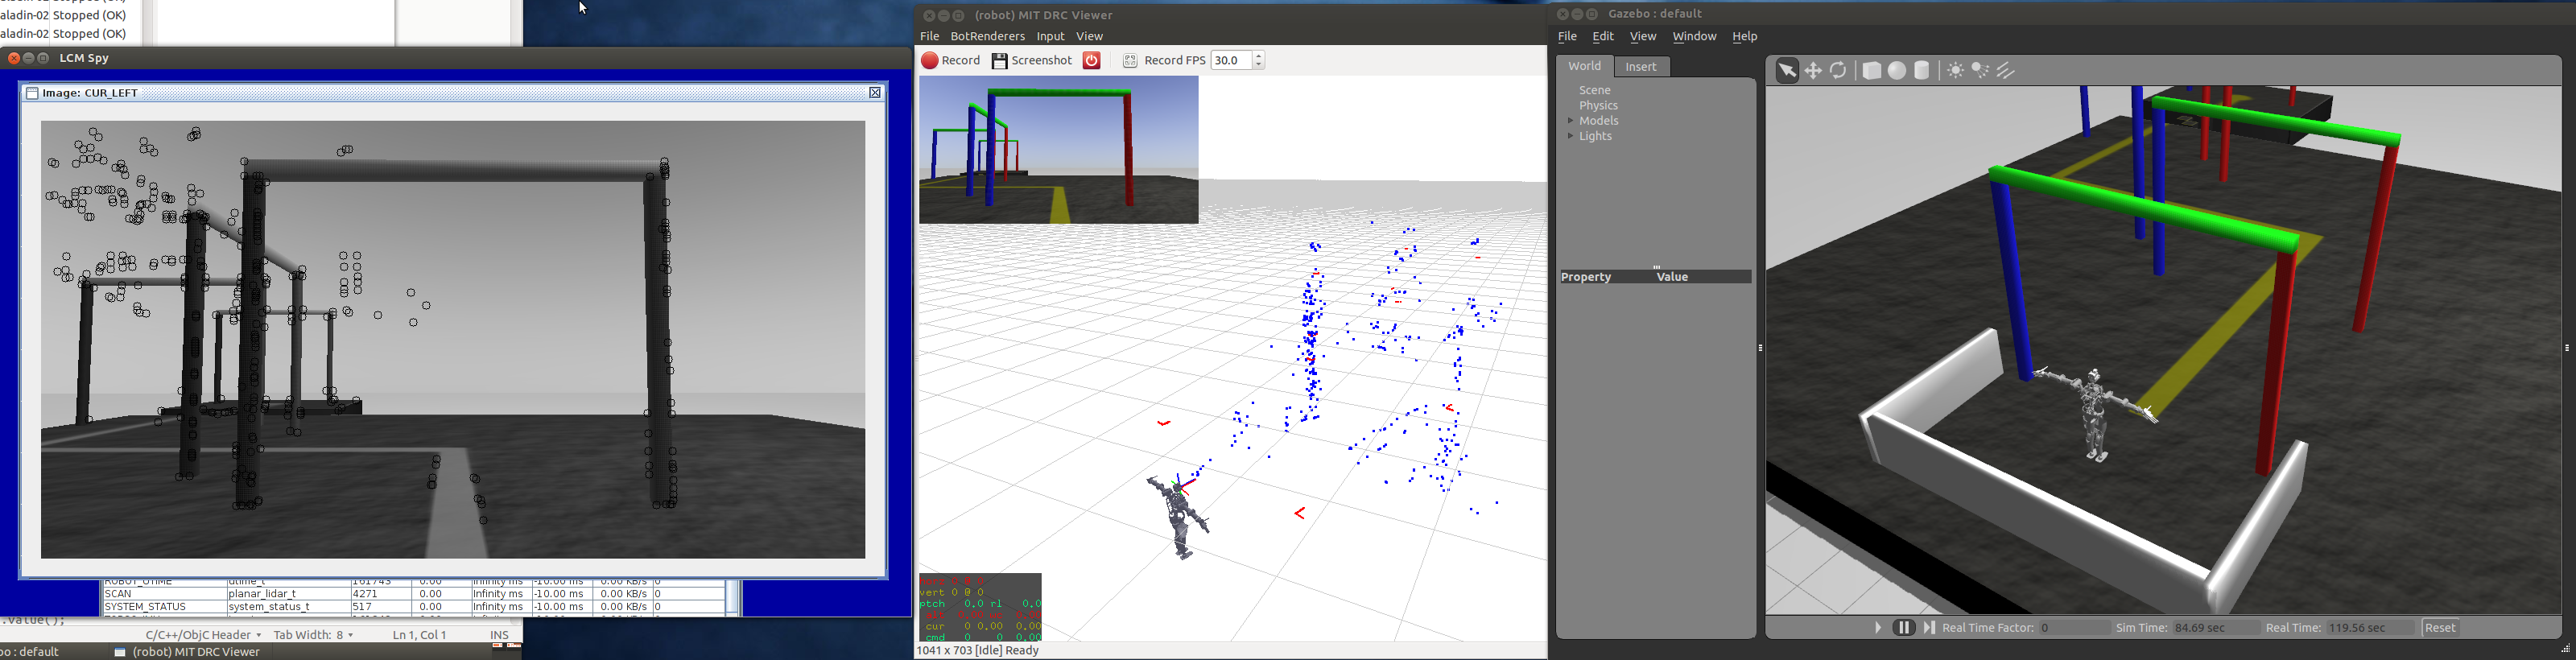 aladin-02 Stopped (OK)
aladin-02 Stopped (OK)
LCM Spy
Image: CUR_LEFT
ROBOT_UTIME utime_t 161743 0.00 Infinity ms -10.00 ms 0.00 KB/s 0
SCAN planar_lidar_t 4271 0.00 Infinity ms -10.00 ms 0.00 KB/s 0
SYSTEM_STATUS system_status_t 517 0.00 Infinity ms -10.00 ms 0.00 KB/s 0
.value();
C/C++/ObjC Header Tab Width: 8 Ln 1, Col 1 INS
bo : default (robot) MIT DRC Viewer
(robot) MIT DRC Viewer
File BotRenderers Input View
Record Screenshot Record FPS 30.0
vert 0 0 0
ptch 0.0 rl 0.0
cur 0 0.00 0.00
cmd 0 0 0.00
1041 x 703 [Idle] Ready
Gazebo : default
File Edit View Window Help
World Insert
Scene
Physics
Models
Lights
Property Value
Real Time Factor: 0 Sim Time: 84.69 sec Real Time: 119.56 sec Reset